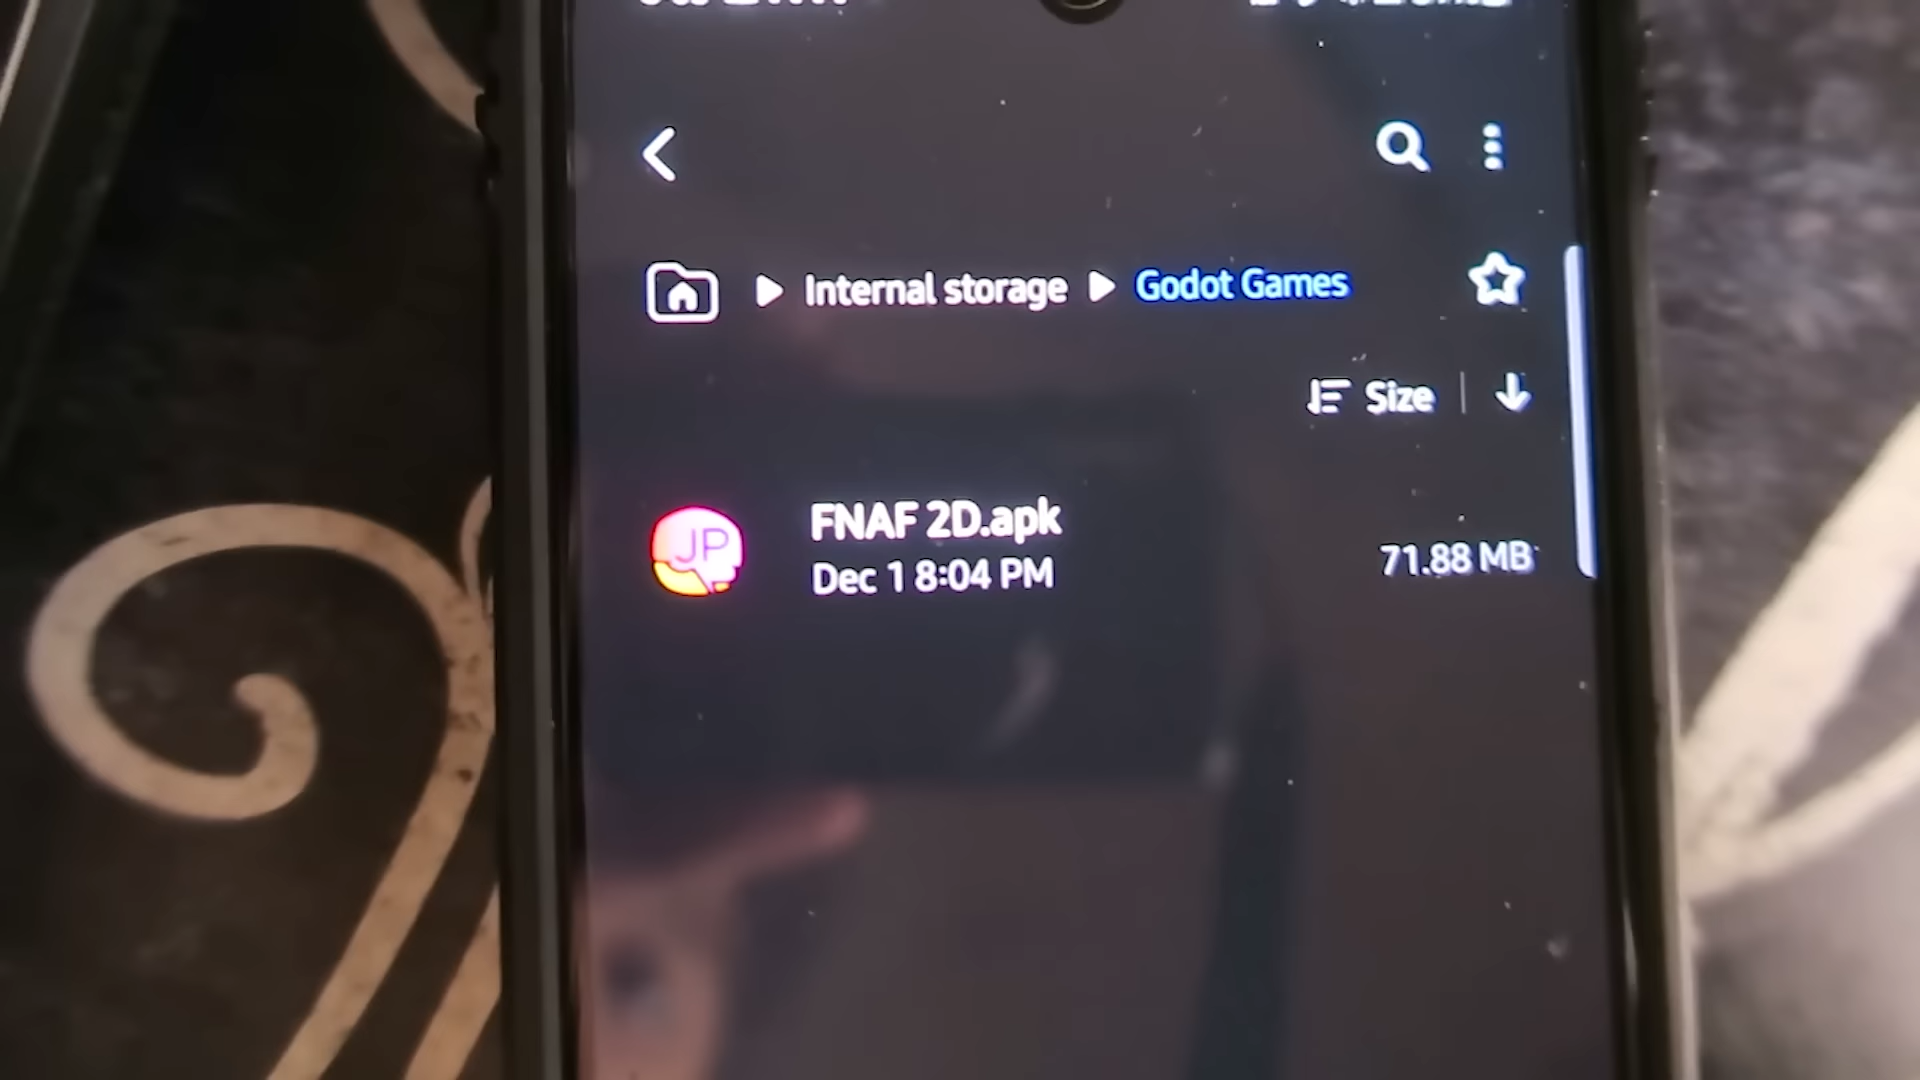 Internal storage Godot Games
Size
JP
FNAF 2D.apk
Dec 1 8:04 PM
71.88 MB